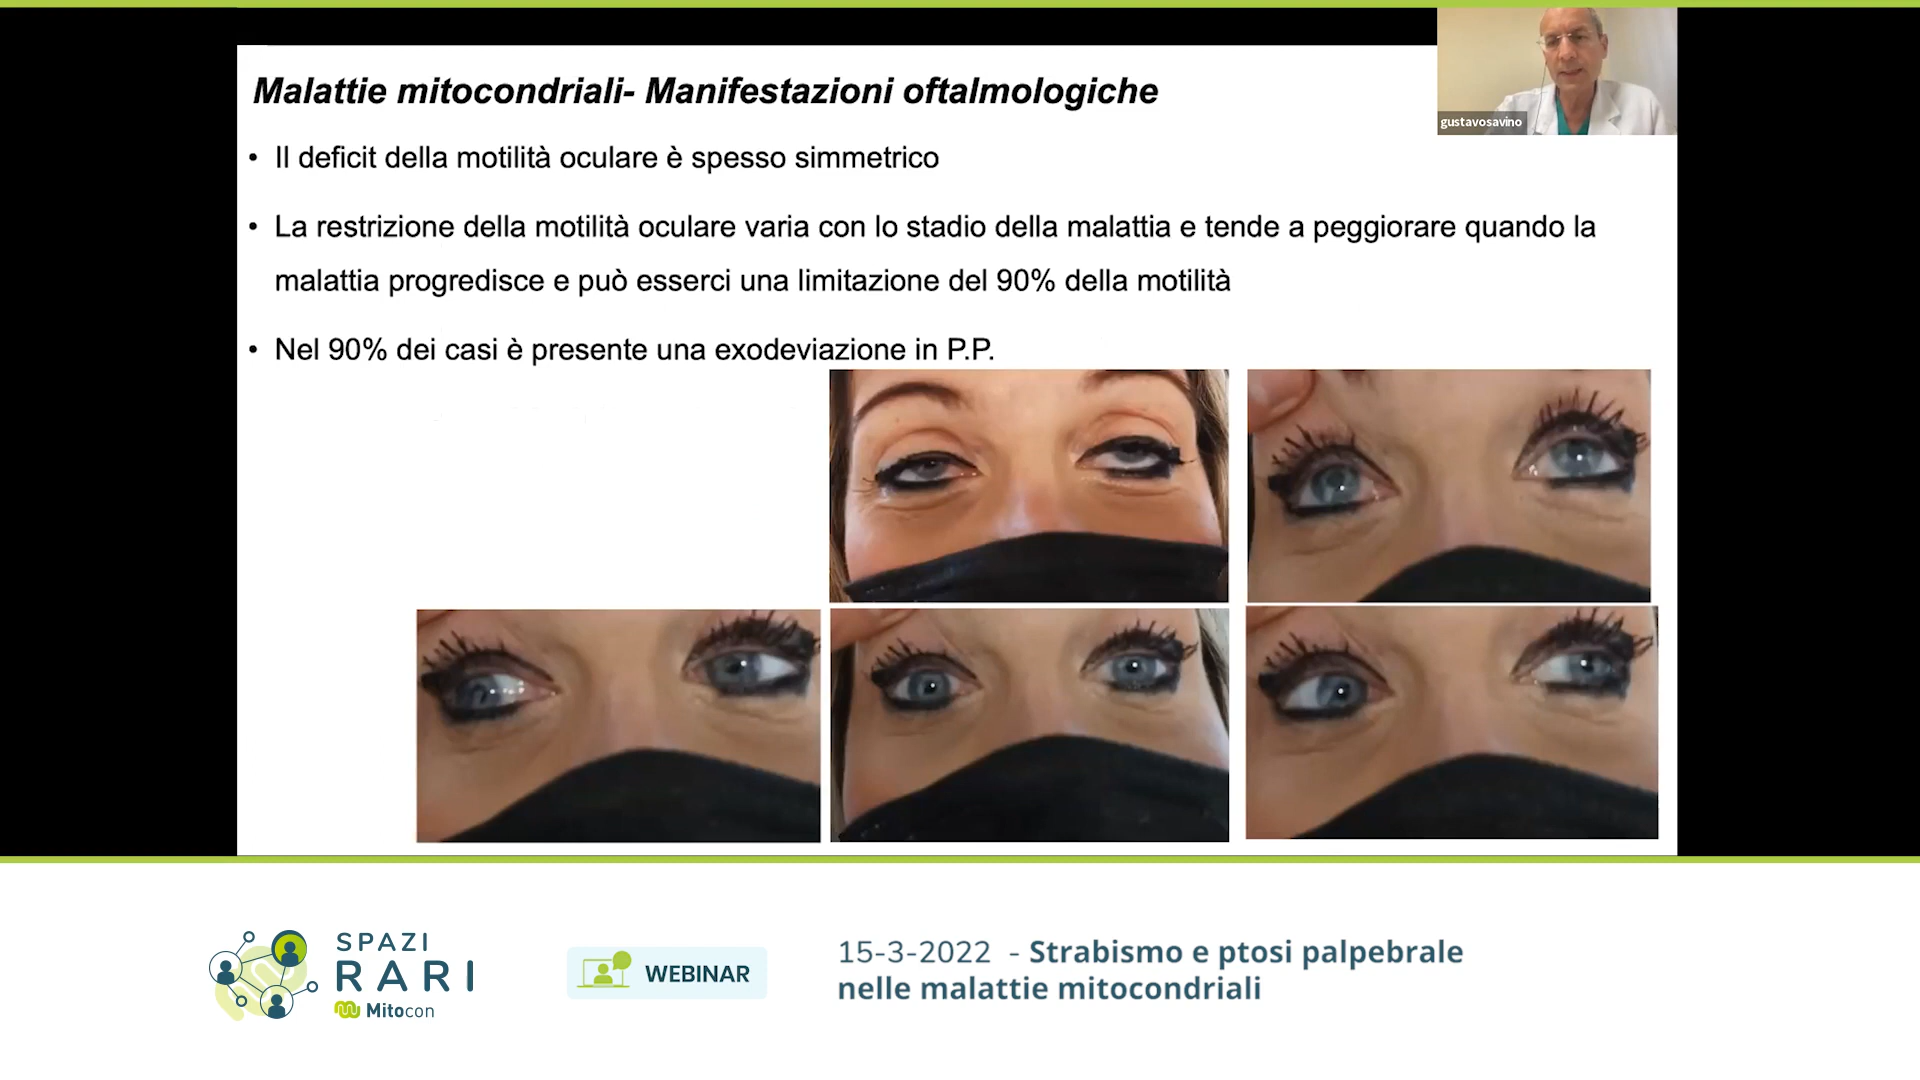 Malattie mitocondriali- Manifestazioni oftalmologiche
gustavosavino
• Il deficit della motilità oculare è spesso simmetrico
• La restrizione della motilità oculare varia con lo stadio della malattia e tende a peggiorare quando la
malattia progredisce e può esserci una limitazione del 90% della motilità
• Nel 90% dei casi è presente una exodeviazione in P.P.
SPAZI
RARI
Mitocon
WEBINAR
15-3-2022 - Strabismo e ptosi palpebrale
nelle malattie mitocondriali